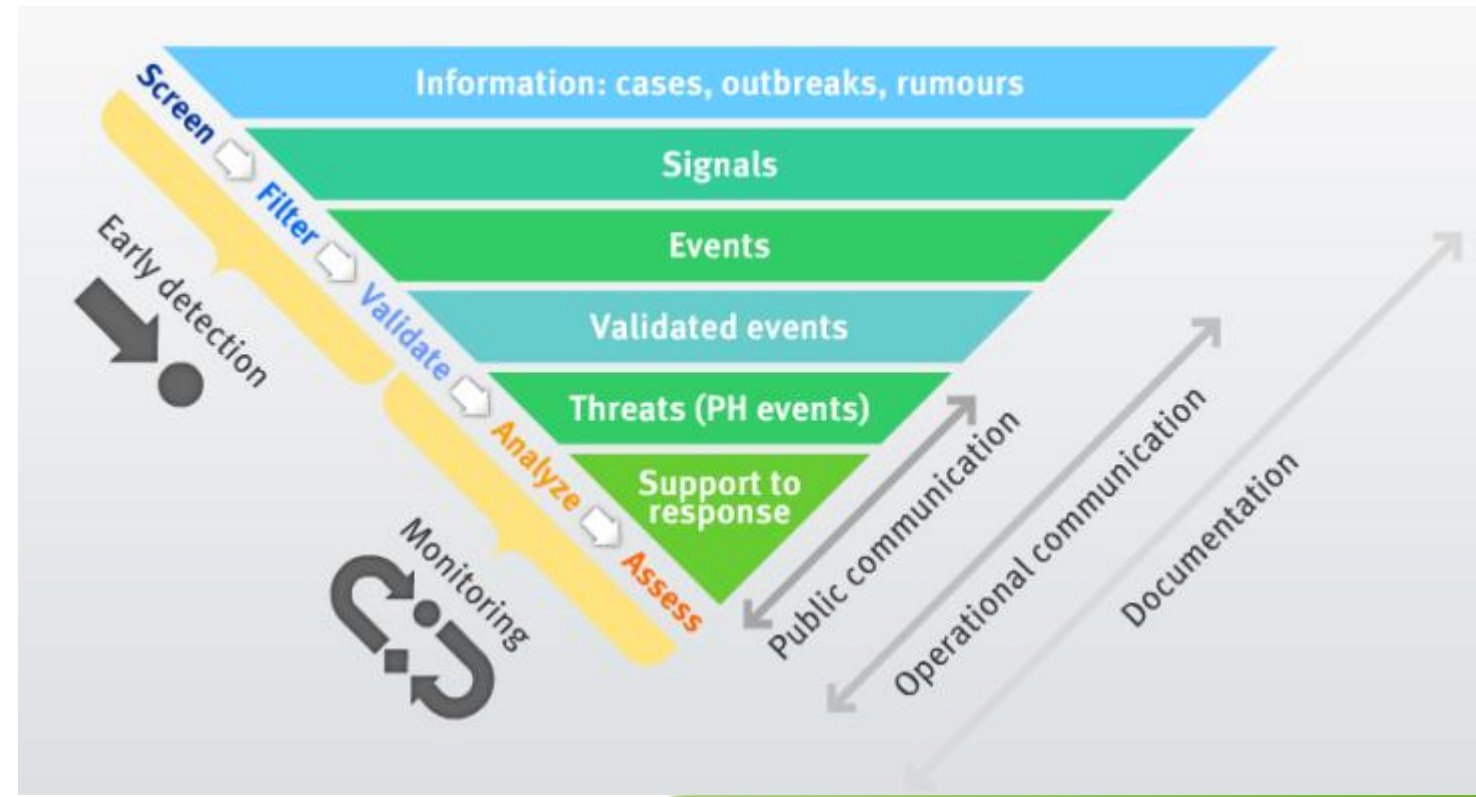 Information: cases, outbreaks, rumours
Signals
Events
Validated events
Threats (PH events)
Support to
response
Screen
Filter
Validate
Analyze
Assess
Early detection
Monitoring
Public communication
Operational communication
Documentation